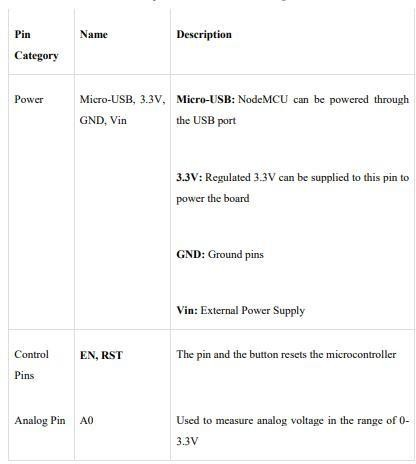 Pin Category
Name
Description
Power
Micro-USB, 3.3V,
GND, Vin
Micro-USB: NodeMCU can be powered through
the USB port
3.3V: Regulated 3.3V can be supplied to this pin to
power the board
GND: Ground pins
Vin: External Power Supply
Control
Pins
EN, RST
The pin and the button resets the microcontroller
Analog Pin
A0
Used to measure analog voltage in the range of 0-
3.3V